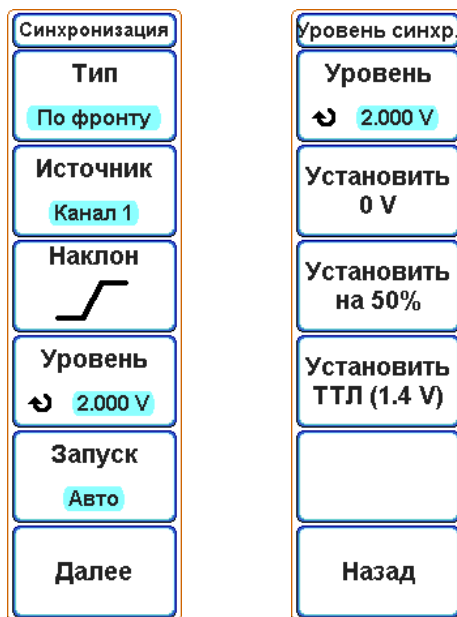 Синхронизация
Тип
По фронту
Источник
Канал 1
Наклон
Уровень
2.000 V
Запуск
Авто
Далее
Уровень синхр.
Уровень
2.000 V
Установить
0 V
Установить
на 50%
Установить
ТТЛ (1.4 V)
Назад